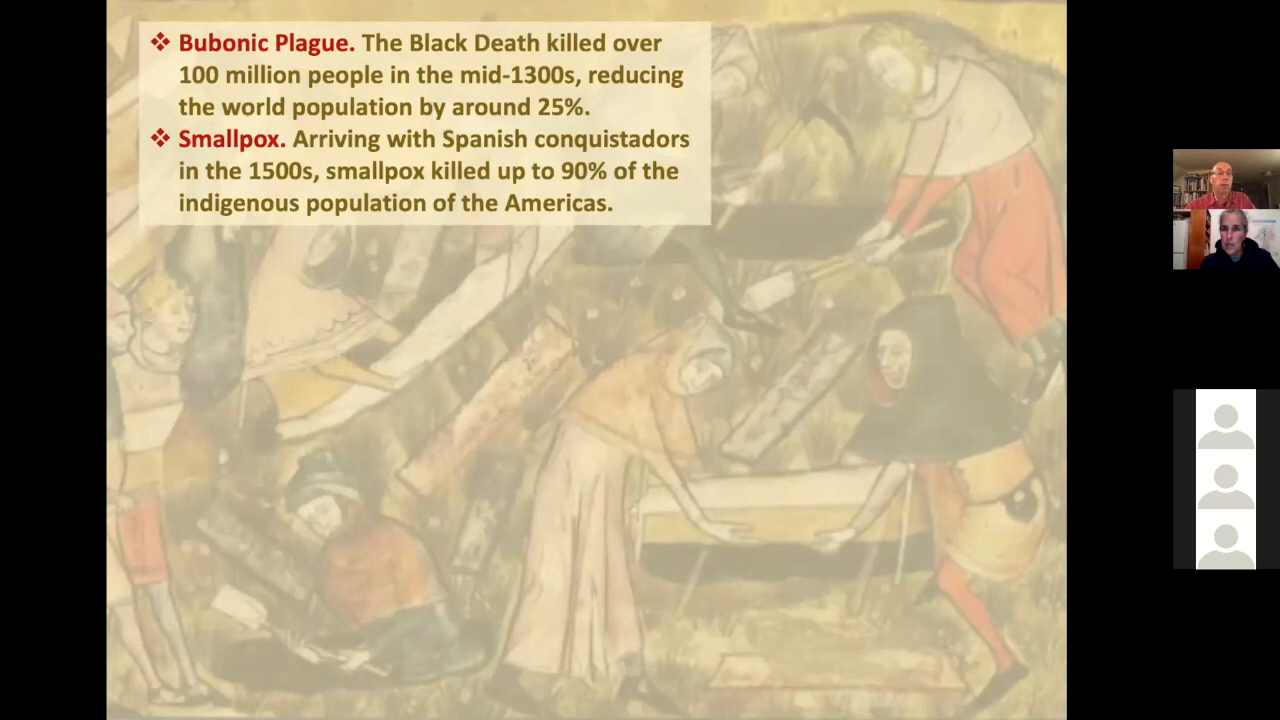 ❖ Bubonic Plague. The Black Death killed over
100 million people in the mid-1300s, reducing
the world population by around 25%.
❖ Smallpox. Arriving with Spanish conquistadors
in the 1500s, smallpox killed up to 90% of the
indigenous population of the Americas.